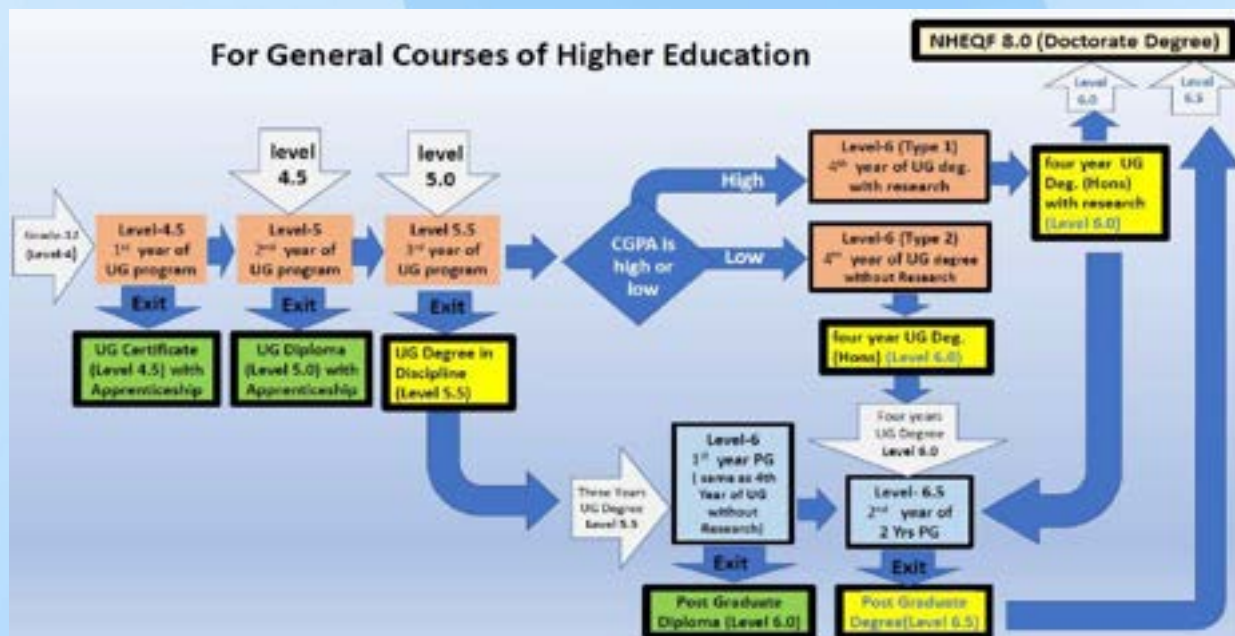 For General Courses of Higher Education
NHEQF 8.0 (Doctorate Degree)
Level
6.0
Level
6.5
level
4.5
level
5.0
Grade-12
(Level-4)
Level-4.5
1st year of
UG program
Level-5
2nd year of
UG program
Level 5.5
3rd year of
UG program
CGPA is
high or
low
High
Low
Level-6 (Type 1)
4th year of UG deg.
with research
four year UG
Deg. (Hons)
with research
(Level 6.0)
Level-6 (Type 2)
4th year of UG degree
without Research
Exit
Exit
Exit
UG Certificate
(Level 4.5) with
Apprenticeship
UG Diploma
(Level 5.0) with
Apprenticeship
UG Degree in
Discipline
(Level 5.5)
four year UG Deg.
(Hons) (Level 6.0)
Four years
UG Degree
Level 6.0
Three Years
UG Degree
Level 5.5
Level-6
1st year PG
( same as 4th
Year of UG
without
Research)
Level- 6.5
2nd year of
2 Yrs PG
Exit
Exit
Post Graduate
Diploma (Level 6.0)
Post Graduate
Degree(Level 6.5)